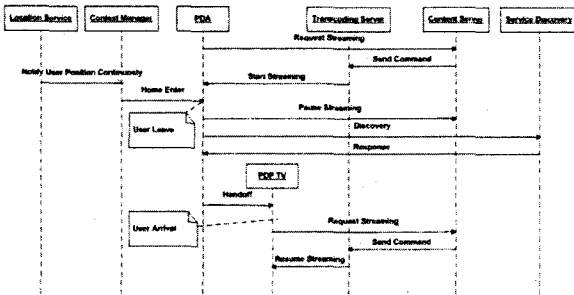 Location Service
Context Manager
PDA
Transcoding Server
Content Server
Service Discovery
Request Streaming
Send Command
Start Streaming
Notify User Position Continuously
Home Enter
Pause Streaming
User Leave
Discovery
Response
PDP TV
Handoff
User Arrival
Request Streaming
Send Command
Resume Streaming